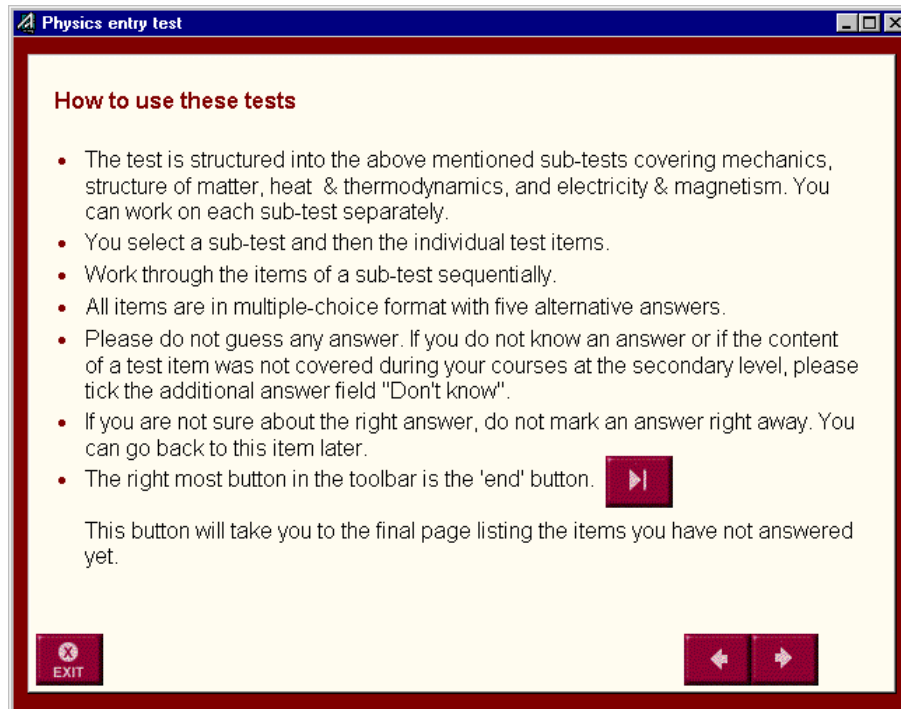 Physics entry test
How to use these tests
• The test is structured into the above mentioned sub-tests covering mechanics,
structure of matter, heat & thermodynamics, and electricity & magnetism. You
can work on each sub-test separately.
• You select a sub-test and then the individual test items.
• Work through the items of a sub-test sequentially.
• All items are in multiple-choice format with five alternative answers.
• Please do not guess any answer. If you do not know an answer or if the content
of a test item was not covered during your courses at the secondary level, please
tick the additional answer field "Don't know".
• If you are not sure about the right answer, do not mark an answer right away. You
can go back to this item later.
• The right most button in the toolbar is the 'end' button.
This button will take you to the final page listing the items you have not answered
yet.
EXIT